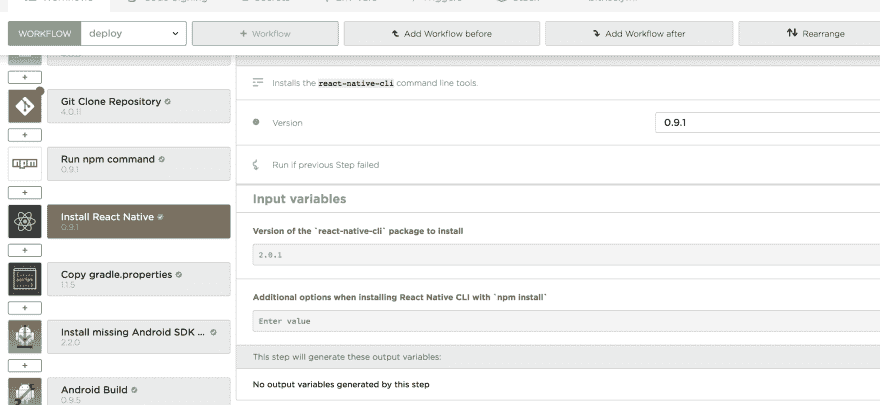 WORKFLOW deploy
+ Workflow
Add Workflow before
Add Workflow after
Rearrange
+
Git Clone Repository
4.0.11
+
Run npm command
0.9.1
+
Install React Native
0.9.1
+
Copy gradle.properties
1.1.5
+
Install missing Android SDK ...
2.2.0
+
Android Build
0.9.5
Installs the react-native-cli command line tools.
Version
0.9.1
Run if previous Step failed
Input variables
Version of the `react-native-cli` package to install
2.0.1
Additional options when installing React Native CLI with `npm install`
Enter value
This step will generate these output variables:
No output variables generated by this step